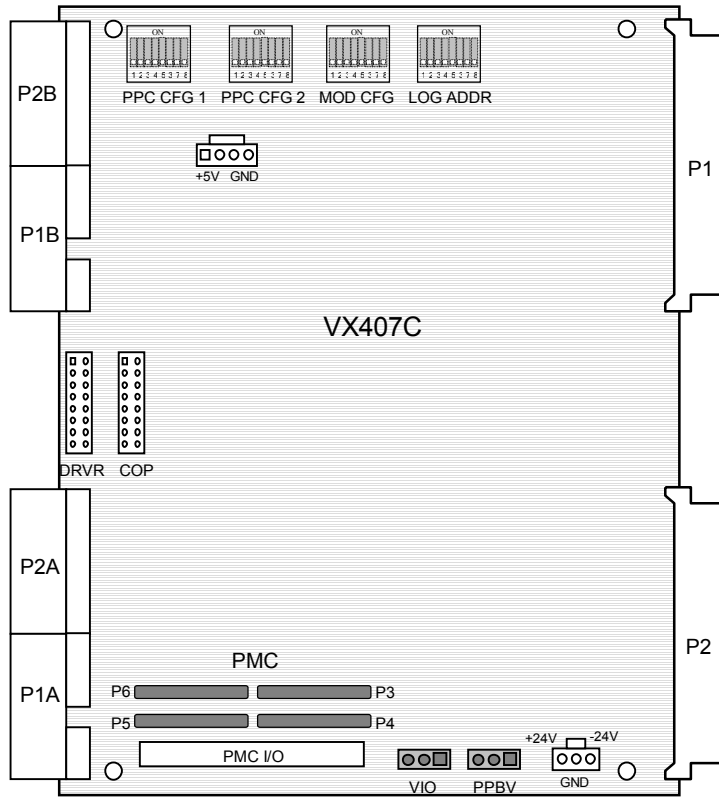 ON ON ON ON
1 2 3 4 5 6 7 8 1 2 3 4 5 6 7 8 1 2 3 4 5 6 7 8 1 2 3 4 5 6 7 8
PPC CFG 1 PPC CFG 2 MOD CFG LOG ADDR
P2B
+5V GND
P1
P1B
VX407C
DRVR COP
P2A
P2
PMC
P1A
P6 P3
P5 P4
PMC I/O
+24V -24V
GND
VIO PPBV